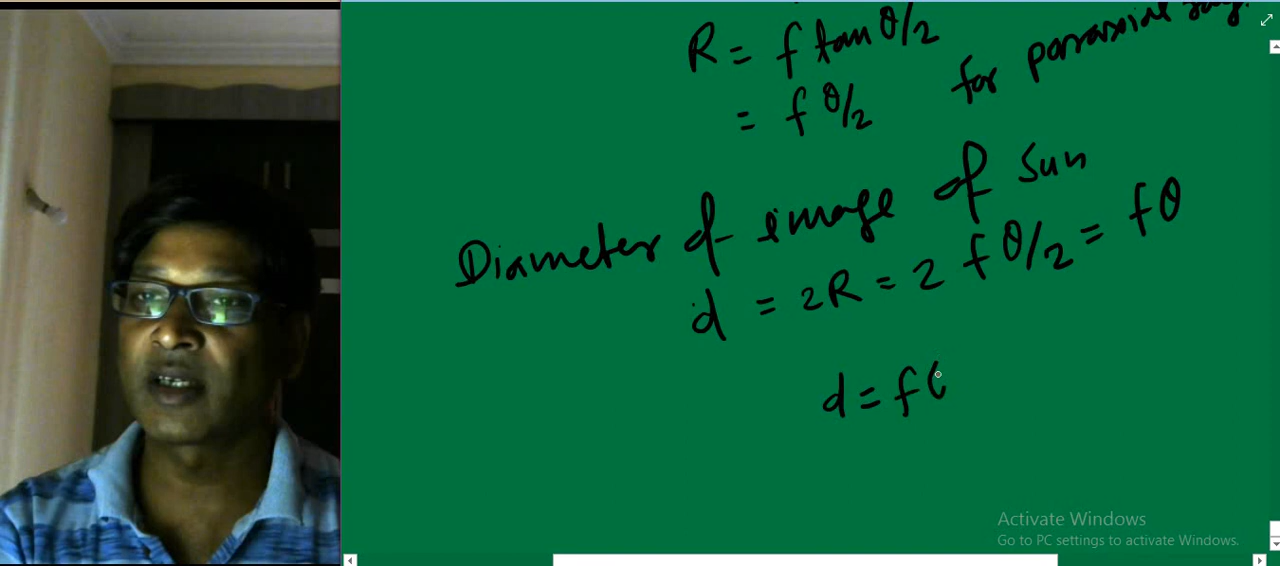 R = f tan θ/2
= f θ/2 for paraxial rays.
Diameter of image of Sun
d = 2R = 2 f θ/2 = fθ
d = f(
Activate Windows
Go to PC settings to activate Windows.